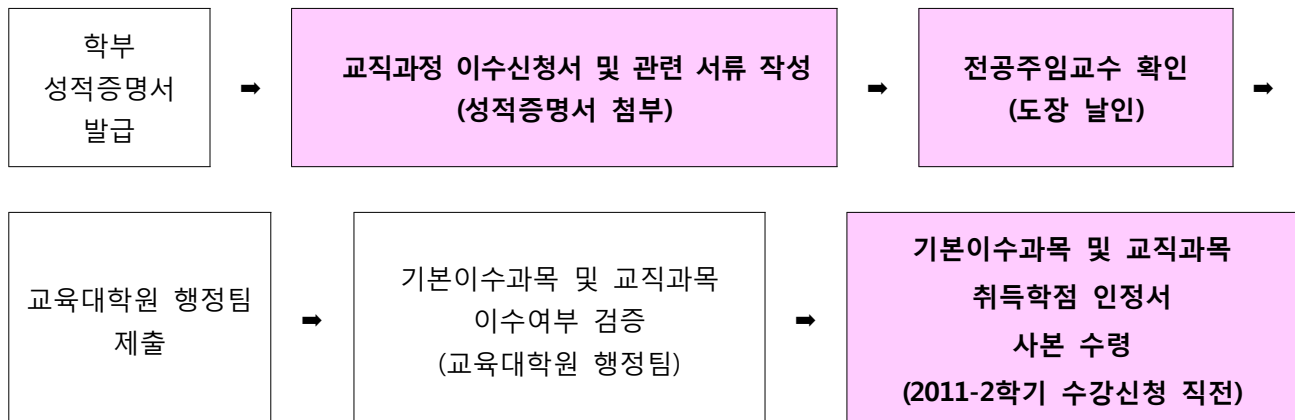 학부
성적증명서
발급
➡
교직과정 이수신청서 및 관련 서류 작성
(성적증명서 첨부)
➡
전공주임교수 확인
(도장 날인)
➡
교육대학원 행정팀
제출
➡
기본이수과목 및 교직과목
이수여부 검증
(교육대학원 행정팀)
➡
기본이수과목 및 교직과목
취득학점 인정서
사본 수령
(2011-2학기 수강신청 직전)